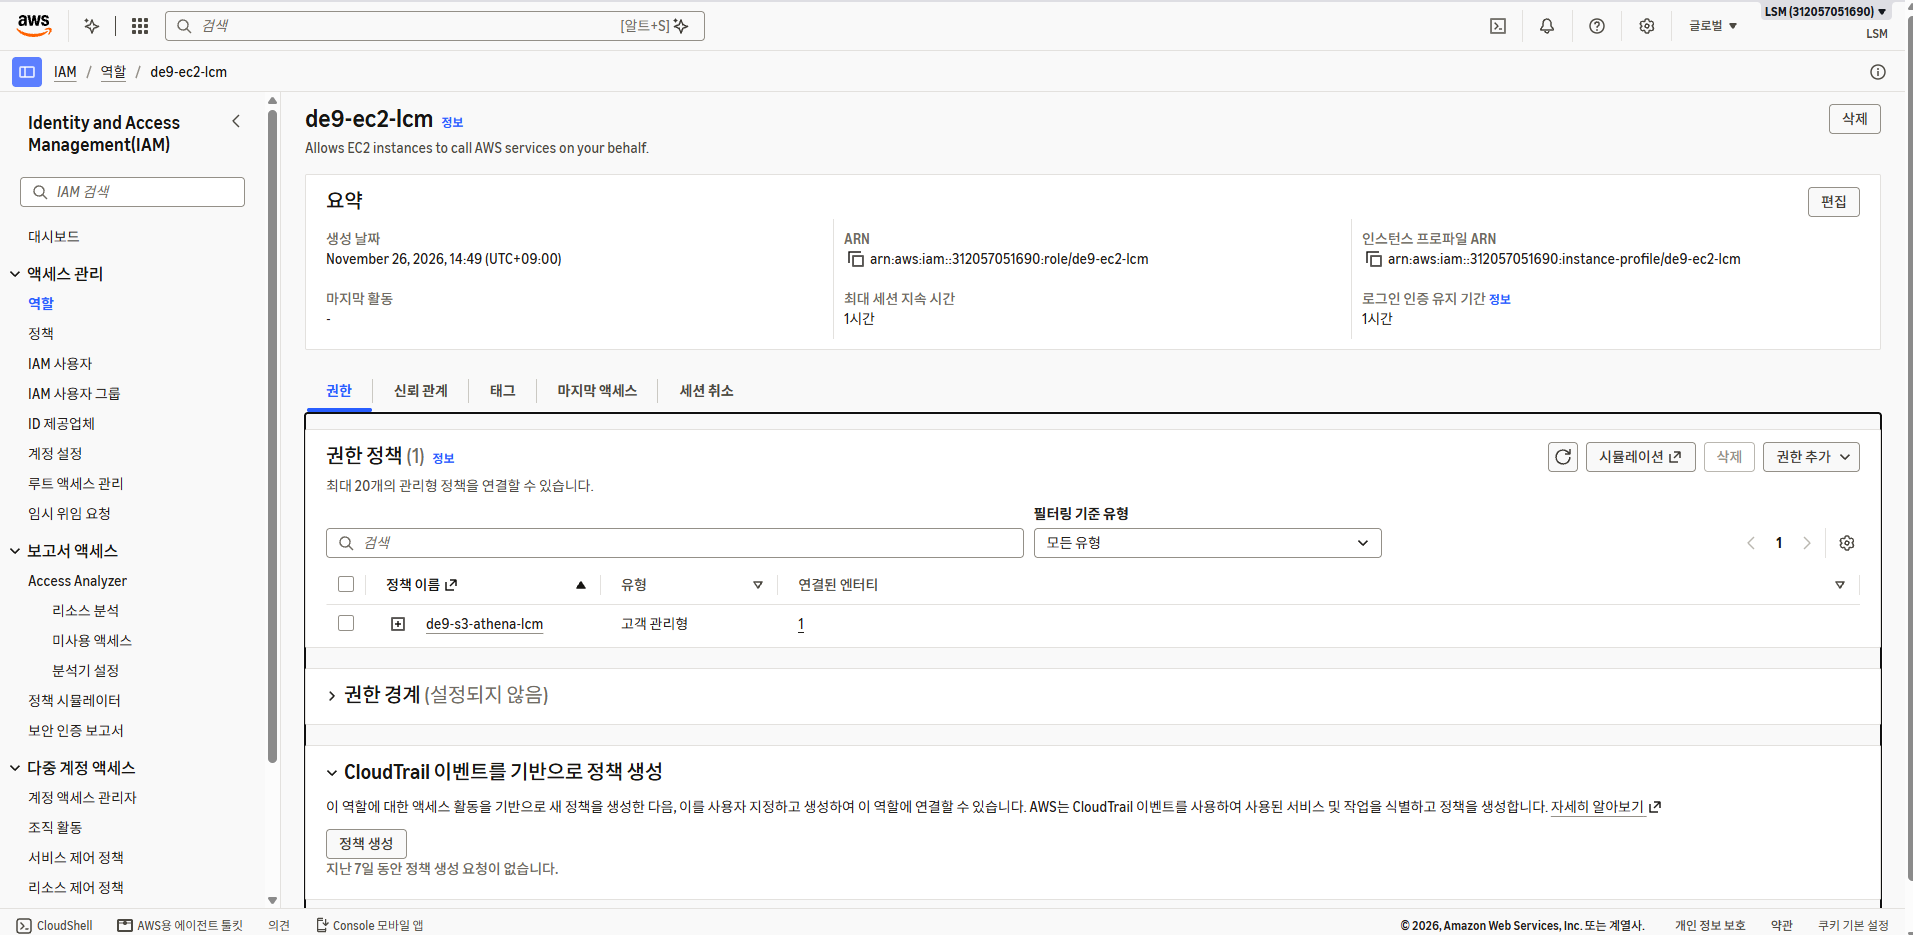 aws
검색
[알트+S]
글로벌
LSM (312057051690)
LSM
IAM / 역할 / de9-ec2-lcm
Identity and Access
Management(IAM)
IAM 검색
대시보드
액세스 관리
역할
정책
IAM 사용자
IAM 사용자 그룹
ID 제공업체
계정 설정
루트 액세스 관리
임시 위임 요청
보고서 액세스
Access Analyzer
리소스 분석
미사용 액세스
분석기 설정
정책 시뮬레이터
보안 인증 보고서
다중 계정 액세스
계정 액세스 관리자
조직 활동
서비스 제어 정책
리소스 제어 정책
de9-ec2-lcm 정보
삭제
Allows EC2 instances to call AWS services on your behalf.
요약
편집
생성 날짜
November 26, 2026, 14:49 (UTC+09:00)
ARN
arn:aws:iam::312057051690:role/de9-ec2-lcm
인스턴스 프로파일 ARN
arn:aws:iam::312057051690:instance-profile/de9-ec2-lcm
마지막 활동
-
최대 세션 지속 시간
1시간
로그인 인증 유지 기간 정보
1시간
권한
신뢰 관계
태그
마지막 액세스
세션 취소
권한 정책 (1) 정보
시뮬레이션
삭제
권한 추가
최대 20개의 관리형 정책을 연결할 수 있습니다.
필터링 기준 유형
검색
모든 유형
1
정책 이름
유형
연결된 엔터티
de9-s3-athena-lcm
고객 관리형
1
권한 경계 (설정되지 않음)
CloudTrail 이벤트를 기반으로 정책 생성
이 역할에 대한 액세스 활동을 기반으로 새 정책을 생성한 다음, 이를 사용자 지정하고 생성하여 이 역할에 연결할 수 있습니다. AWS는 CloudTrail 이벤트를 사용하여 사용된 서비스 및 작업을 식별하고 정책을 생성합니다. 자세히 알아보기
정책 생성
지난 7일 동안 정책 생성 요청이 없습니다.
CloudShell
AWS용 에이전트 툴킷
의견
Console 모바일 앱
© 2026, Amazon Web Services, Inc. 또는 계열사.
개인 정보 보호
약관
쿠키 기본 설정